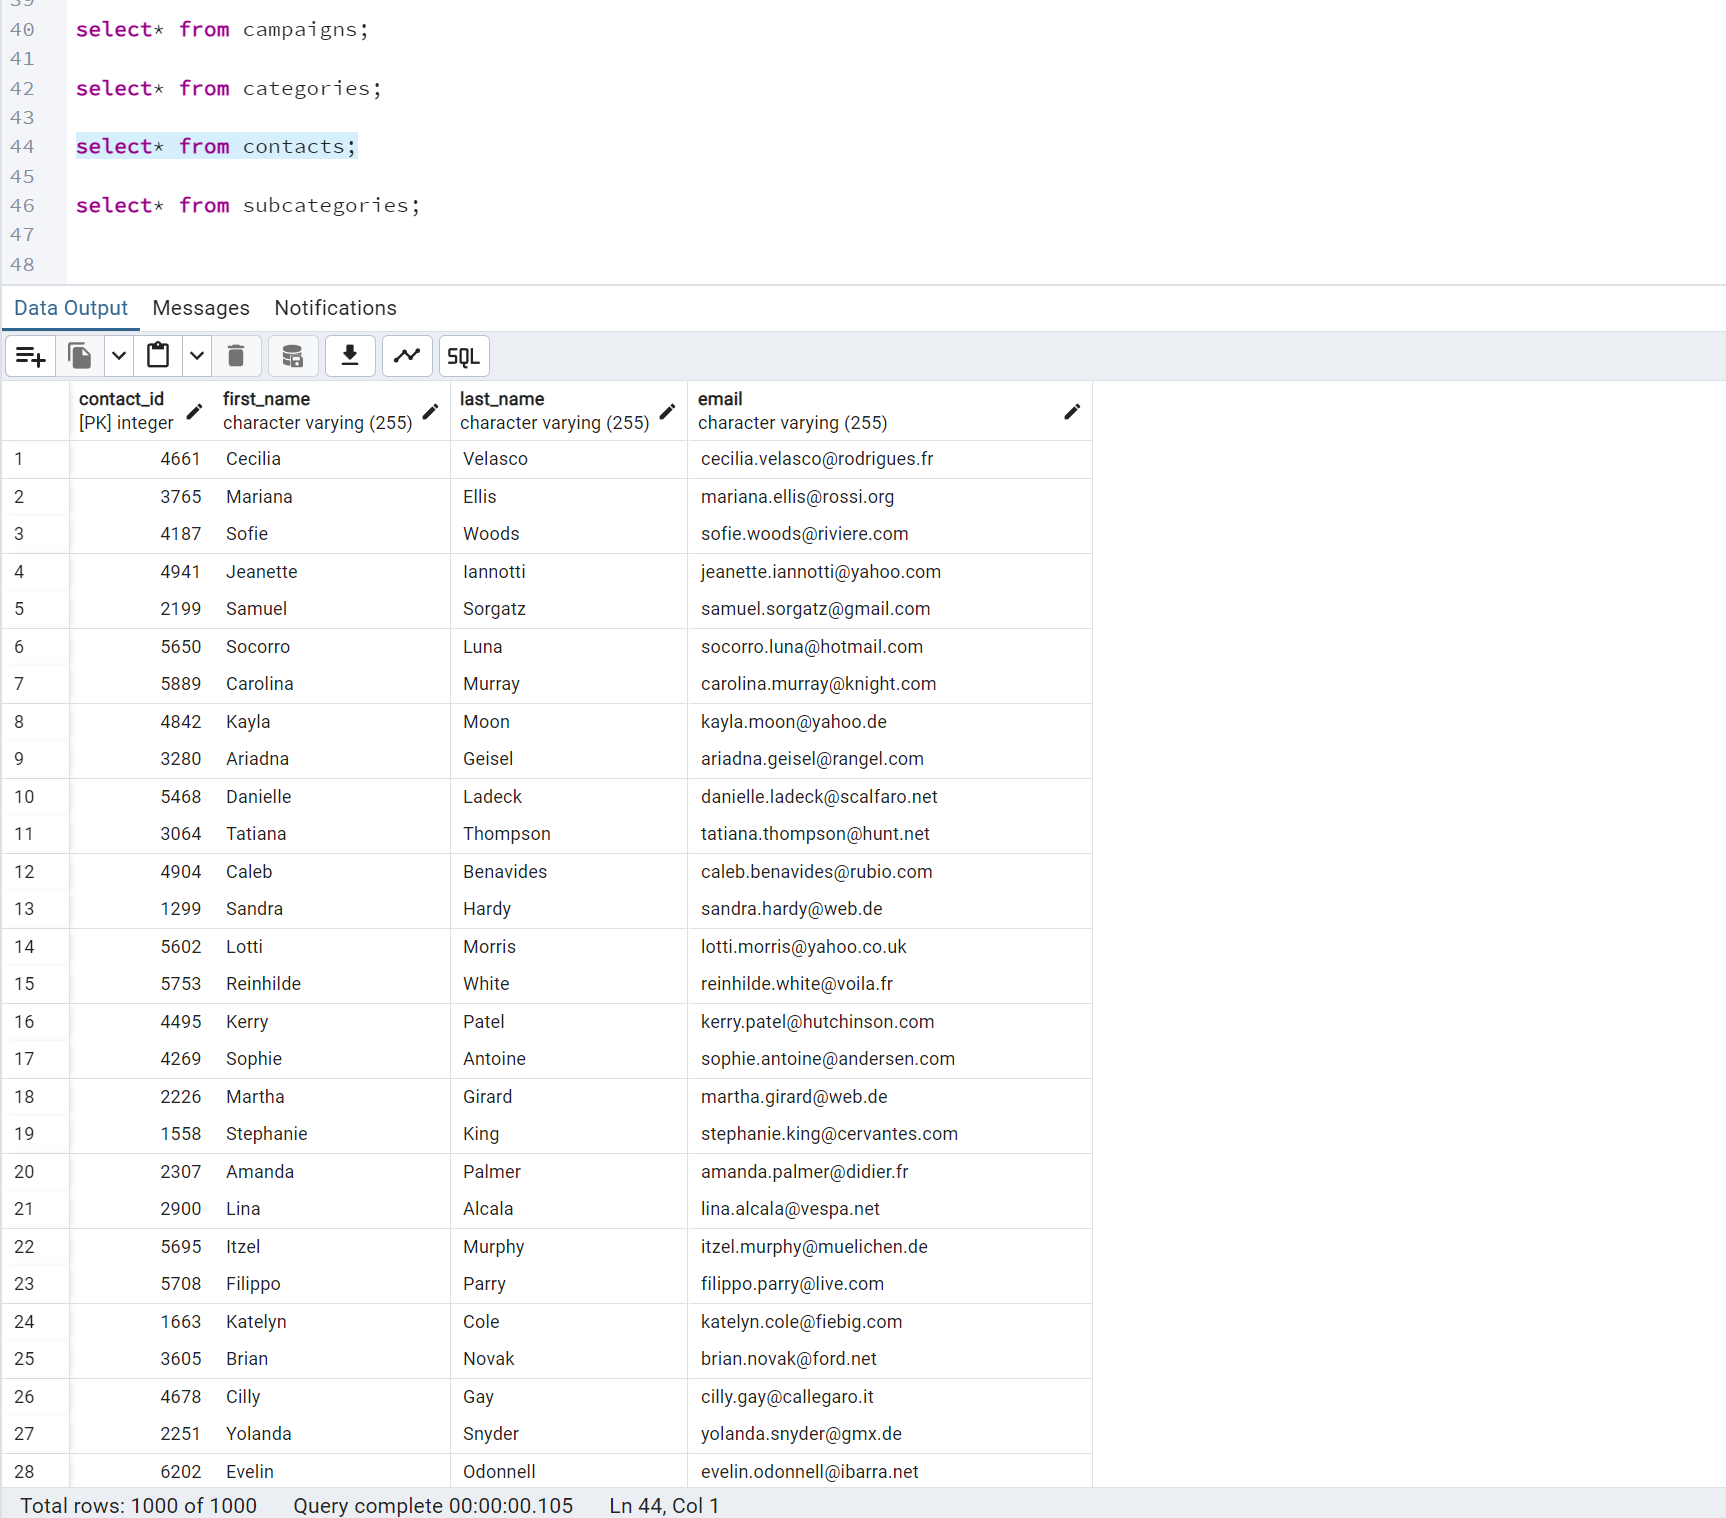 39
40 select* from campaigns;
41
42 select* from categories;
43
44 select* from contacts;
45
46 select* from subcategories;
47
48
Data Output Messages Notifications
SQL
contact_id first_name last_name email
[PK] integer character varying (255) character varying (255) character varying (255)
1 4661 Cecilia Velasco cecilia.velasco@rodrigues.fr
2 3765 Mariana Ellis mariana.ellis@rossi.org
3 4187 Sofie Woods sofie.woods@riviere.com
4 4941 Jeanette Iannotti jeanette.iannotti@yahoo.com
5 2199 Samuel Sorgatz samuel.sorgatz@gmail.com
6 5650 Socorro Luna socorro.luna@hotmail.com
7 5889 Carolina Murray carolina.murray@knight.com
8 4842 Kayla Moon kayla.moon@yahoo.de
9 3280 Ariadna Geisel ariadna.geisel@rangel.com
10 5468 Danielle Ladeck danielle.ladeck@scalfaro.net
11 3064 Tatiana Thompson tatiana.thompson@hunt.net
12 4904 Caleb Benavides caleb.benavides@rubio.com
13 1299 Sandra Hardy sandra.hardy@web.de
14 5602 Lotti Morris lotti.morris@yahoo.co.uk
15 5753 Reinhilde White reinhilde.white@voila.fr
16 4495 Kerry Patel kerry.patel@hutchinson.com
17 4269 Sophie Antoine sophie.antoine@andersen.com
18 2226 Martha Girard martha.girard@web.de
19 1558 Stephanie King stephanie.king@cervantes.com
20 2307 Amanda Palmer amanda.palmer@didier.fr
21 2900 Lina Alcala lina.alcala@vespa.net
22 5695 Itzel Murphy itzel.murphy@muelichen.de
23 5708 Filippo Parry filippo.parry@live.com
24 1663 Katelyn Cole katelyn.cole@fiebig.com
25 3605 Brian Novak brian.novak@ford.net
26 4678 Cilly Gay cilly.gay@callegaro.it
27 2251 Yolanda Snyder yolanda.snyder@gmx.de
28 6202 Evelin Odonnell evelin.odonnell@ibarra.net
Total rows: 1000 of 1000 Query complete 00:00:00.105 Ln 44, Col 1